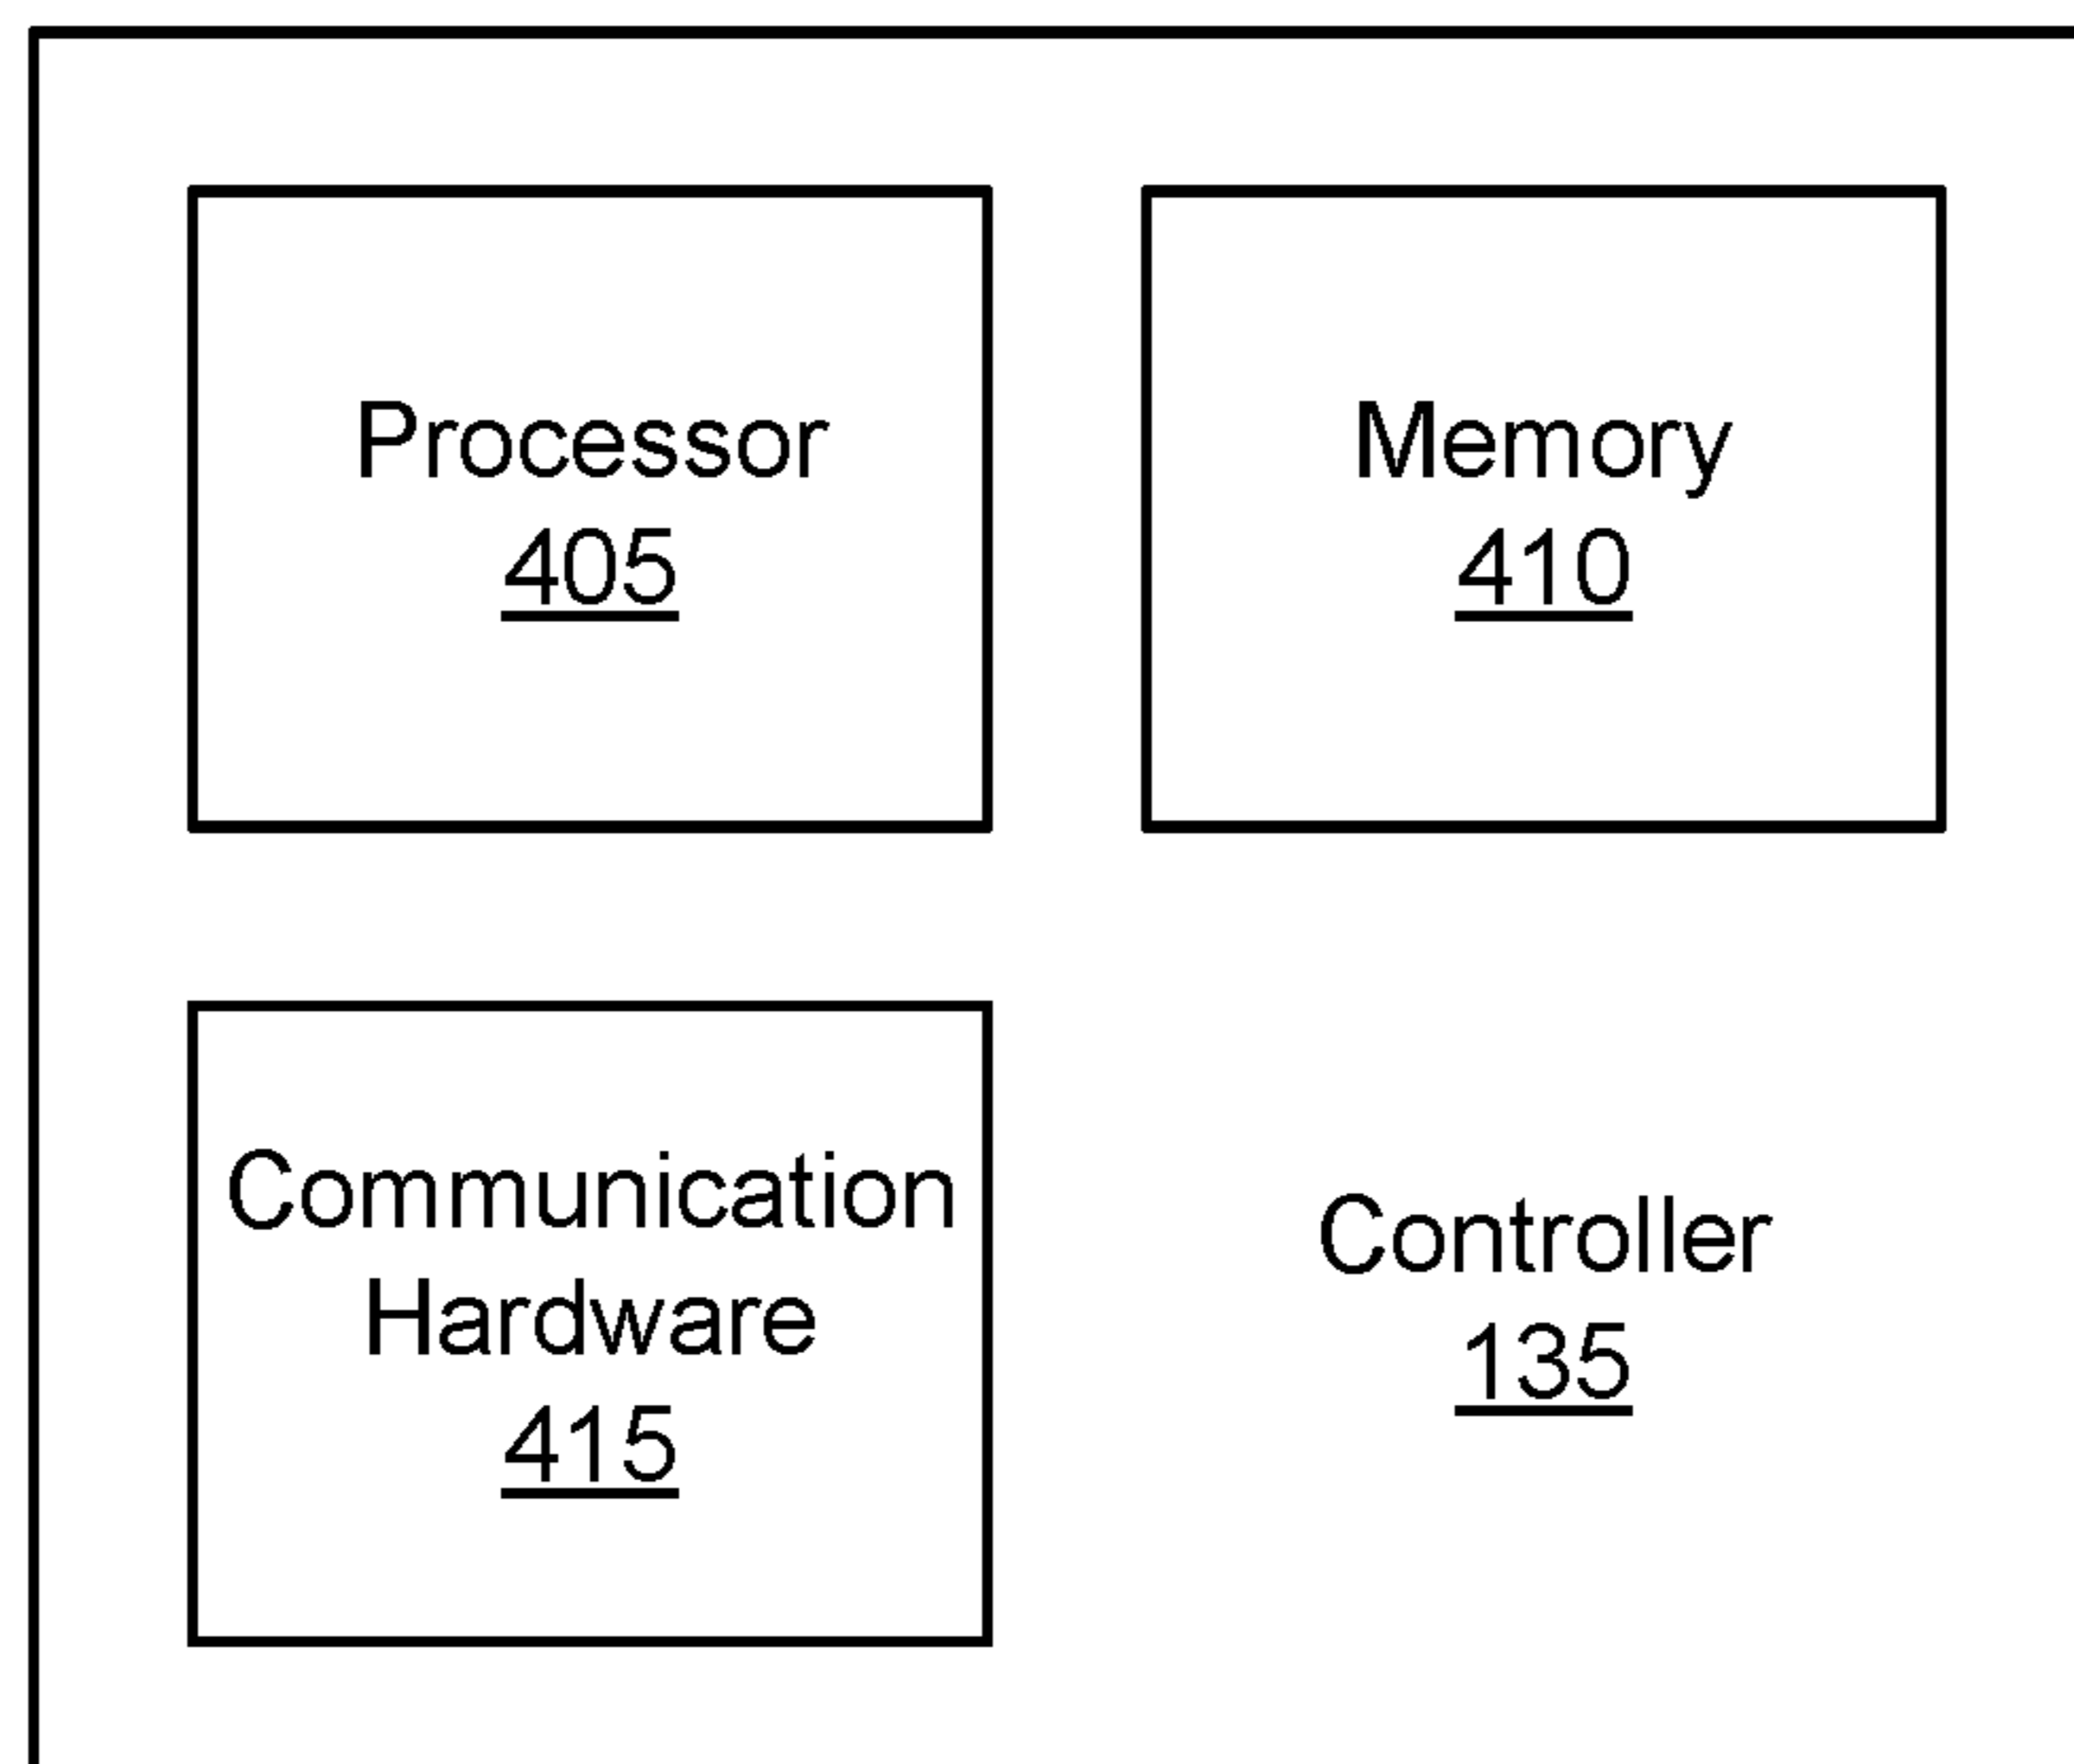 Processor
405
Memory
410
Communication
Hardware
415
Controller
135